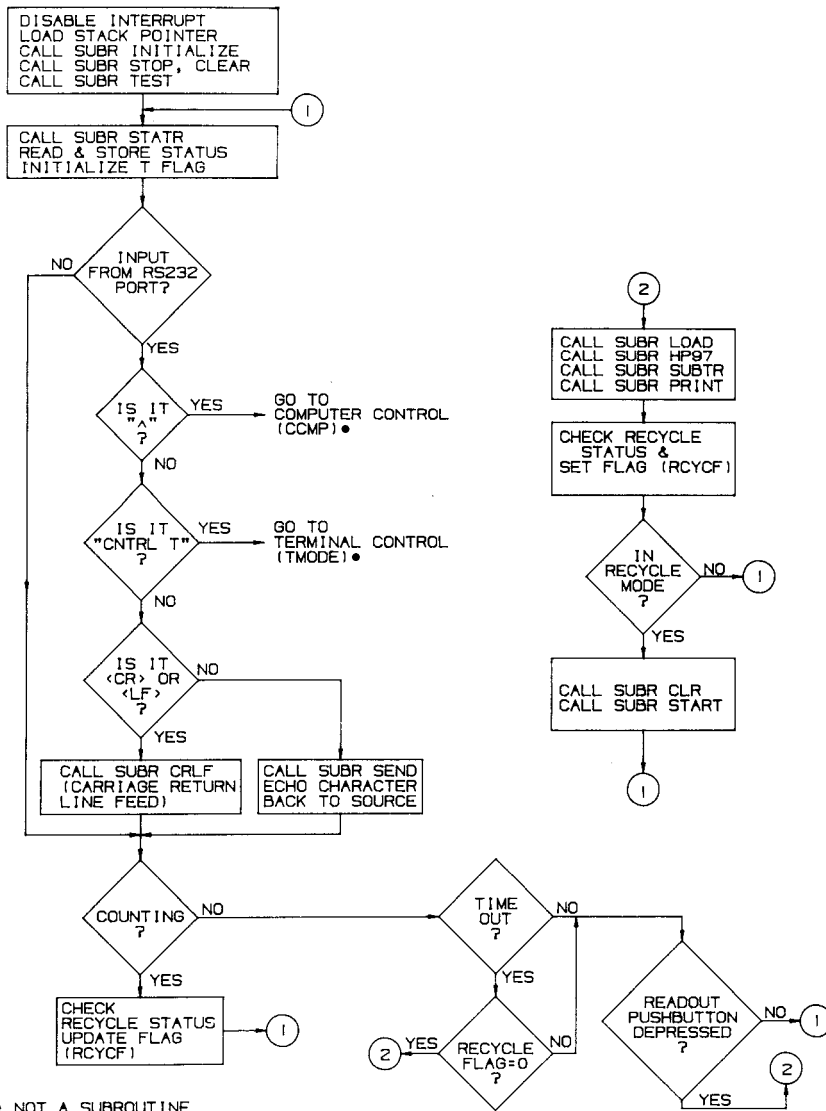 DISABLE INTERRUPT
LOAD STACK POINTER
CALL SUBR INITIALIZE
CALL SUBR STOP, CLEAR
CALL SUBR TEST
1
CALL SUBR STATR
READ & STORE STATUS
INITIALIZE T FLAG
INPUT
FROM RS232
PORT?
NO
YES
IS IT
"^"
?
YES
GO TO
COMPUTER CONTROL
(CCMP)●
NO
IS IT
"CNTRL T"
?
YES
GO TO
TERMINAL CONTROL
(TMODE)●
NO
IS IT
<CR> OR
<LF>
?
NO
YES
CALL SUBR CRLF
(CARRIAGE RETURN
LINE FEED)
CALL SUBR SEND
ECHO CHARACTER
BACK TO SOURCE
COUNTING
?
NO
YES
CHECK
RECYCLE STATUS
UPDATE FLAG
(RCYCF)
1
TIME
OUT
?
NO
YES
RECYCLE
FLAG=0
?
YES
2
NO
READOUT
PUSHBUTTON
DEPRESSED
?
NO
1
YES
2
2
CALL SUBR LOAD
CALL SUBR HP97
CALL SUBR SUBTR
CALL SUBR PRINT
CHECK RECYCLE
STATUS &
SET FLAG (RCYCF)
IN
RECYCLE
MODE
?
NO
1
YES
CALL SUBR CLR
CALL SUBR START
1
NOT A SUBROUTINE